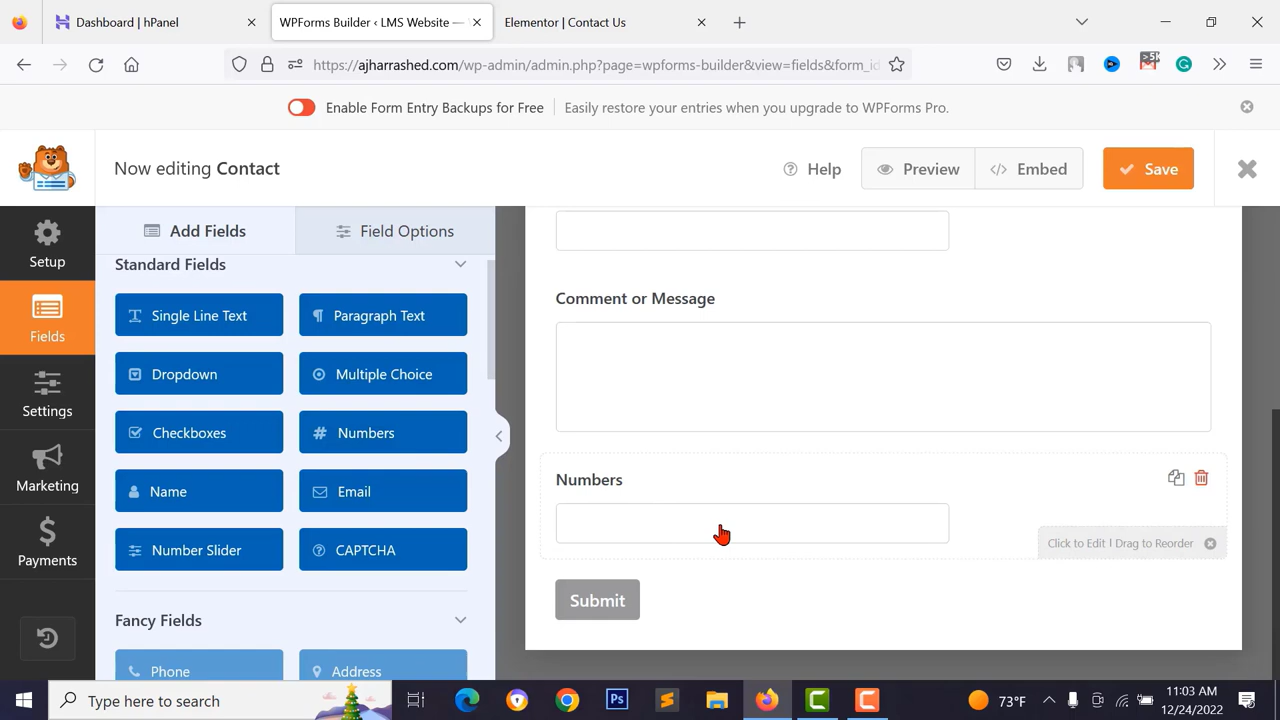 Dashboard | hPanel
WPForms Builder ‹ LMS Website —
Elementor | Contact Us
https://ajharrashed.com/wp-admin/admin.php?page=wpforms-builder&view=fields&form_id
>5K
Enable Form Entry Backups for Free
Easily restore your entries when you upgrade to WPForms Pro.
Now editing Contact
Help
Preview
Embed
Save
Setup
Fields
Settings
Marketing
Payments
Add Fields
Field Options
Standard Fields
Single Line Text
Paragraph Text
Dropdown
Multiple Choice
Checkboxes
Numbers
Name
Email
Number Slider
CAPTCHA
Fancy Fields
Phone
Address
Comment or Message
Numbers
Click to Edit | Drag to Reorder
Submit
Type here to search
Ps
73°F
11:03 AM
12/24/2022